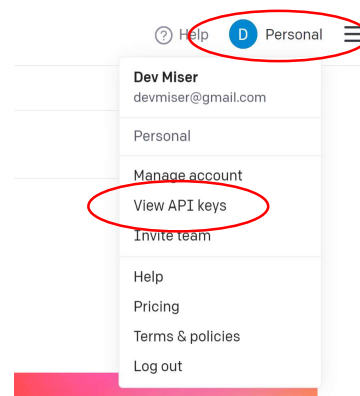 ? Help D Personal
Dev Miser
devmiser@gmail.com
Personal
Manage account
View API keys
Invite team
Help
Pricing
Terms & policies
Log out